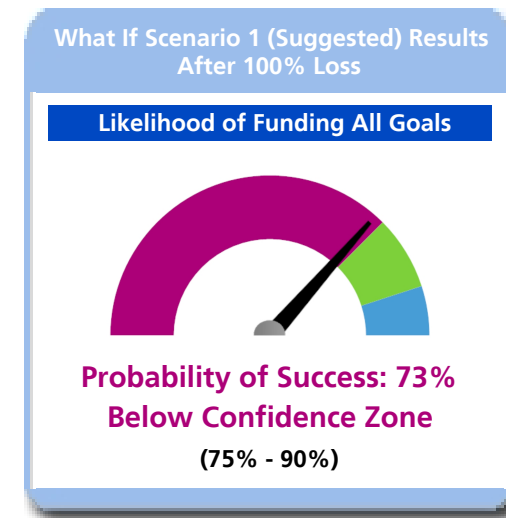 What If Scenario 1 (Suggested) Results
After 100% Loss
Likelihood of Funding All Goals
Probability of Success: 73%
Below Confidence Zone
(75% - 90%)